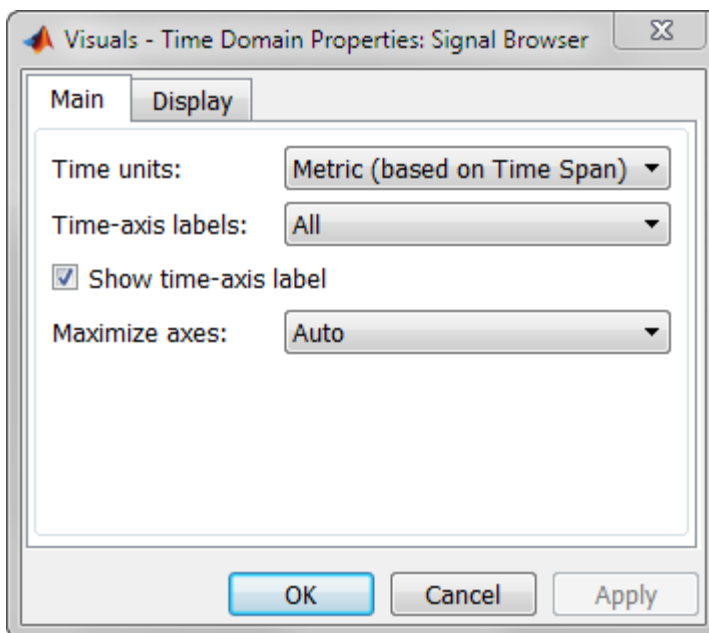 Visuals - Time Domain Properties: Signal Browser
Main Display
Time units: Metric (based on Time Span)
Time-axis labels: All
Show time-axis label
Maximize axes: Auto
OK Cancel Apply